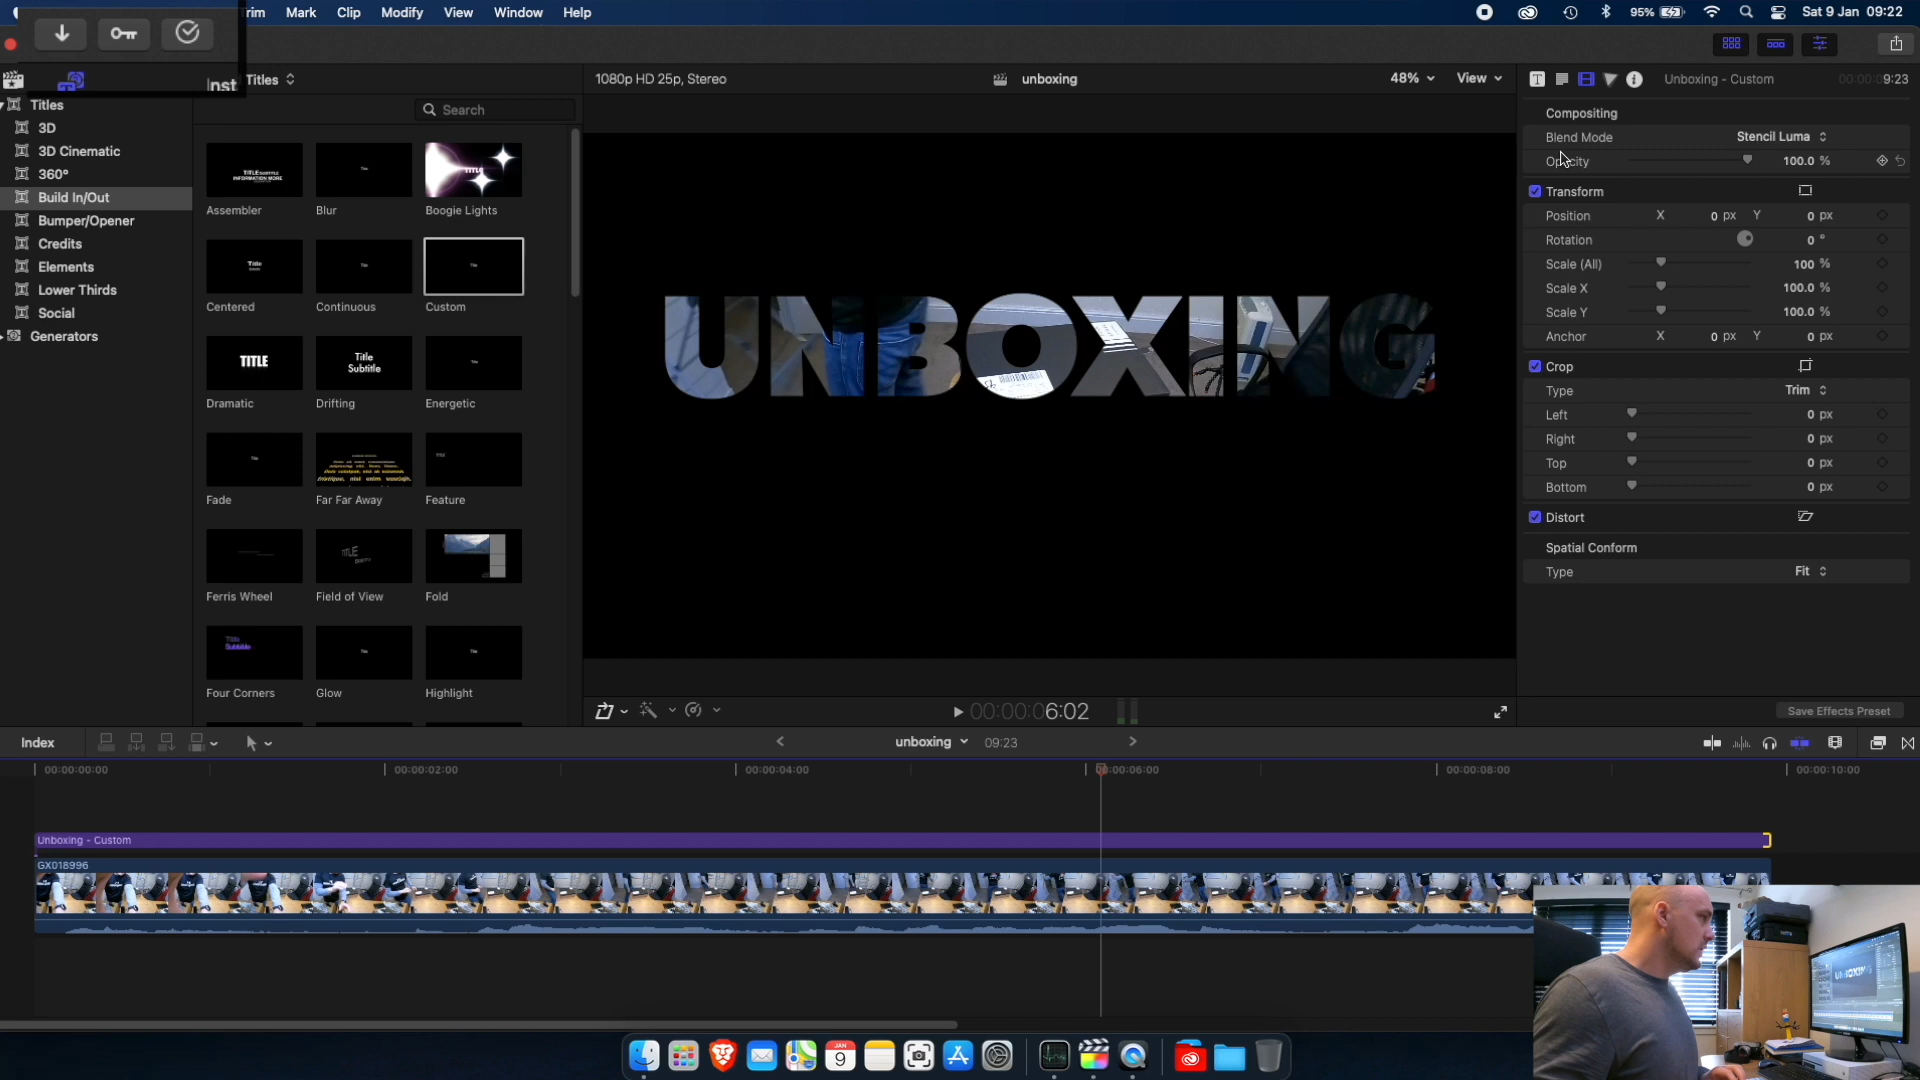 rim Mark Clip Modify View Window Help
95% Sat 9 Jan 09:22
Inst Titles
1080p HD 25p, Stereo
unboxing
48% View
Unboxing - Custom
00:00:09:23
Titles
3D
3D Cinematic
360°
Build In/Out
Bumper/Opener
Credits
Elements
Lower Thirds
Social
Generators
Search
Assembler Blur Boogie Lights
Centered Continuous Custom
TITLE
Title
Subtitle
Dramatic Drifting Energetic
Fade Far Far Away Feature
Ferris Wheel Field of View Fold
Four Corners Glow Highlight
UNBOXING
Compositing
Blend Mode Stencil Luma
Opacity 100.0 %
Transform
Position X 0 px Y 0 px
Rotation 0 °
Scale (All) 100 %
Scale X 100.0 %
Scale Y 100.0 %
Anchor X 0 px Y 0 px
Crop
Type Trim
Left 0 px
Right 0 px
Top 0 px
Bottom 0 px
Distort
Spatial Conform
Type Fit
Save Effects Preset
00:00:06:02
Index
unboxing 09:23
00:00:00:00 00:00:02:00 00:00:04:00 00:00:06:00 00:00:08:00 00:00:10:00
Unboxing - Custom
GX018996
JAN
9
UNBOXING